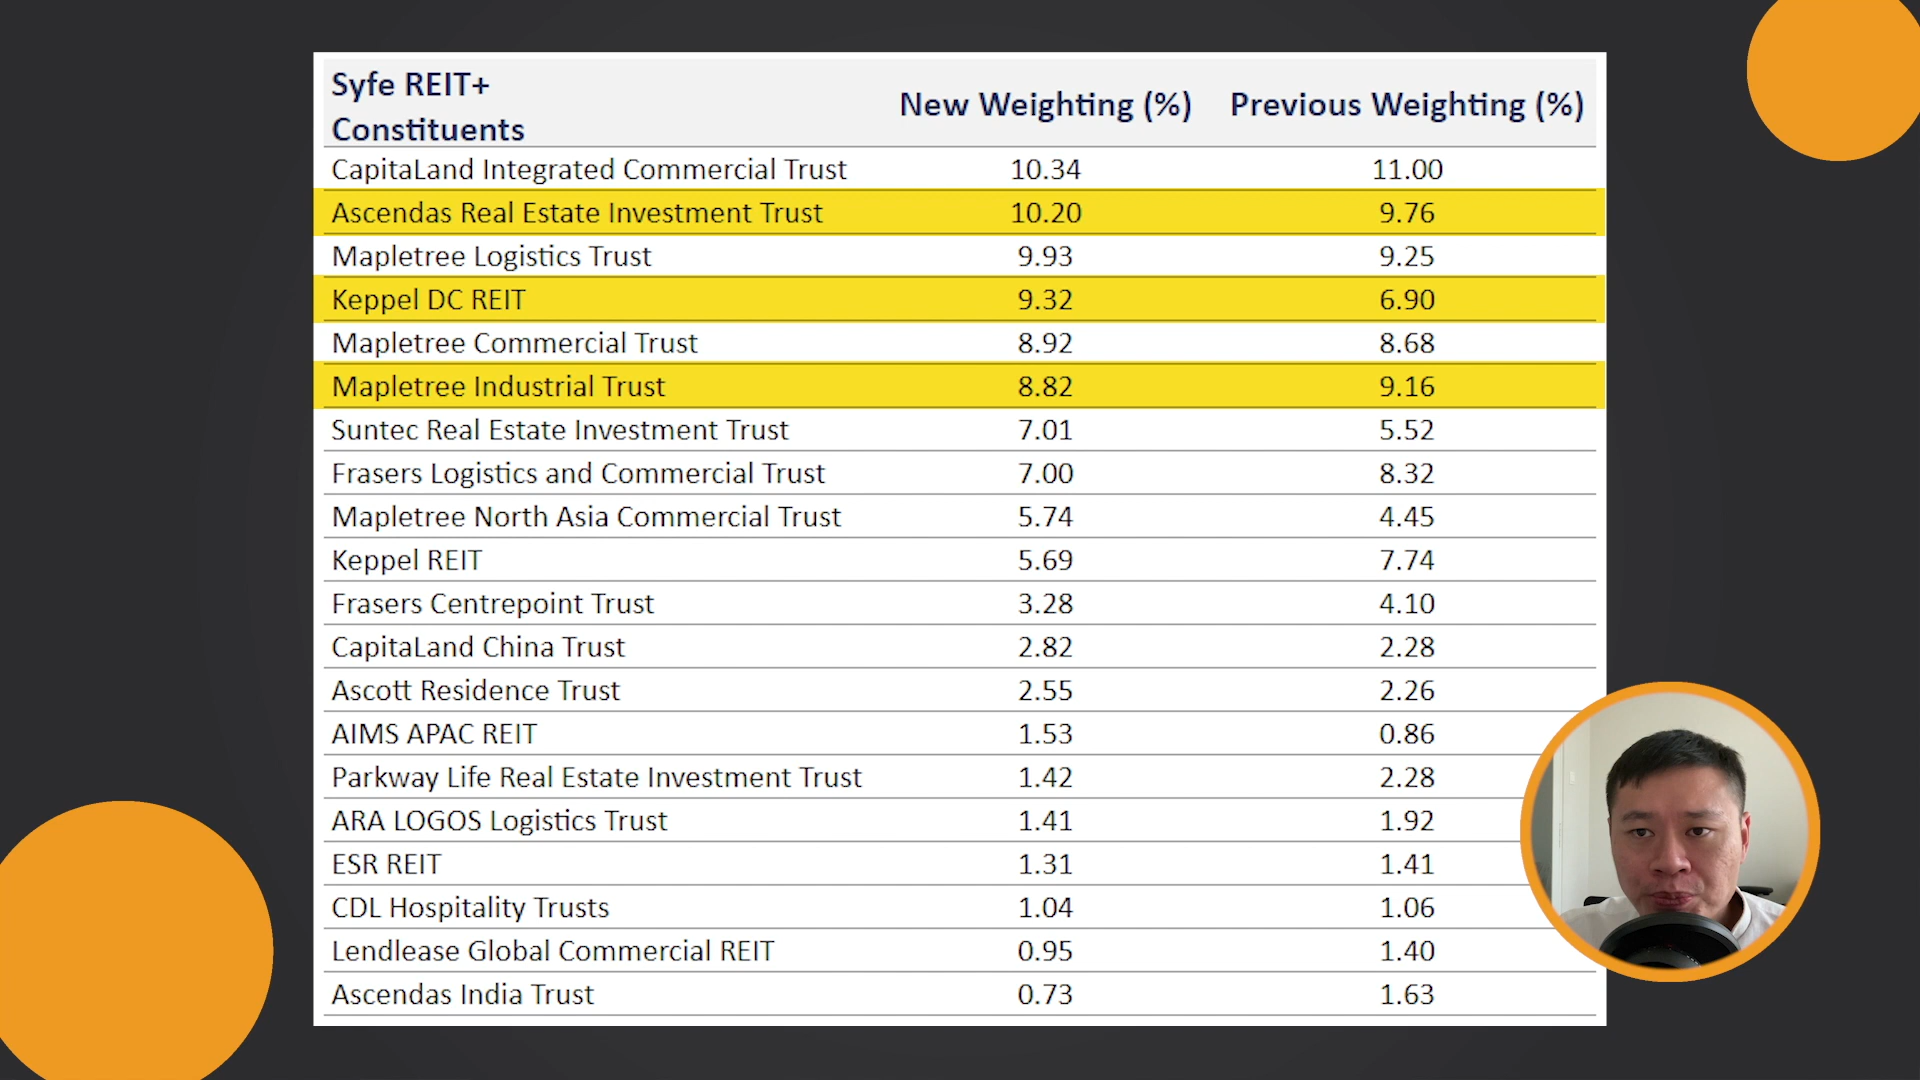 Syfe REIT+
Constituents New Weighting (%) Previous Weighting (%)
CapitaLand Integrated Commercial Trust 10.34 11.00
Ascendas Real Estate Investment Trust 10.20 9.76
Mapletree Logistics Trust 9.93 9.25
Keppel DC REIT 9.32 6.90
Mapletree Commercial Trust 8.92 8.68
Mapletree Industrial Trust 8.82 9.16
Suntec Real Estate Investment Trust 7.01 5.52
Frasers Logistics and Commercial Trust 7.00 8.32
Mapletree North Asia Commercial Trust 5.74 4.45
Keppel REIT 5.69 7.74
Frasers Centrepoint Trust 3.28 4.10
CapitaLand China Trust 2.82 2.28
Ascott Residence Trust 2.55 2.26
AIMS APAC REIT 1.53 0.86
Parkway Life Real Estate Investment Trust 1.42 2.28
ARA LOGOS Logistics Trust 1.41 1.92
ESR REIT 1.31 1.41
CDL Hospitality Trusts 1.04 1.06
Lendlease Global Commercial REIT 0.95 1.40
Ascendas India Trust 0.73 1.63